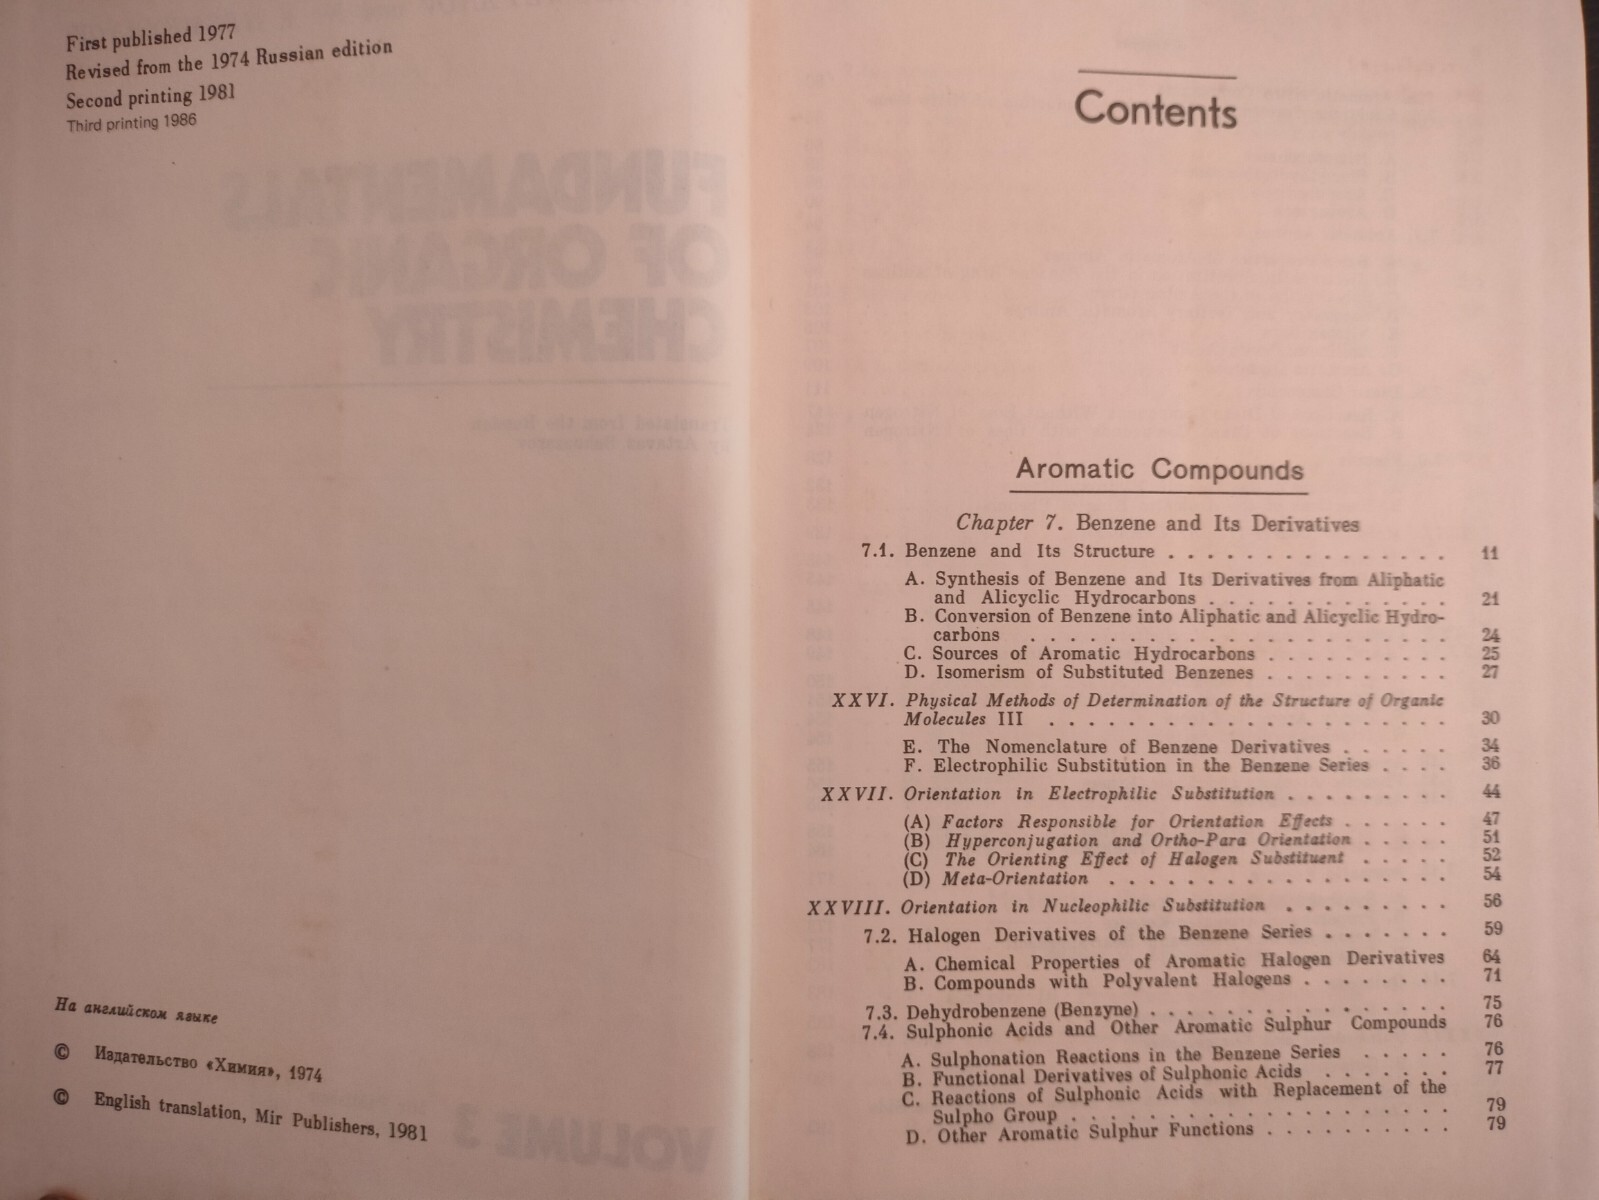 First published 1977
Revised from the 1974 Russian edition
Second printing 1981
Third printing 1986
FUNDAMENTALS
OF ORGANIC
CHEMISTRY
На английском языке
© Издательство «Химия», 1974
© English translation, Mir Publishers, 1981
VOLUME 3
Contents
Aromatic Compounds
Chapter 7. Benzene and Its Derivatives
7.1. Benzene and Its Structure . . . . . . . . . . . . . . . 11
A. Synthesis of Benzene and Its Derivatives from Aliphatic
and Alicyclic Hydrocarbons . . . . . . . . . . . . . 21
B. Conversion of Benzene into Aliphatic and Alicyclic Hydro-
carbons . . . . . . . . . . . . . . . . . . . . . . 24
C. Sources of Aromatic Hydrocarbons . . . . . . . . . . 25
D. Isomerism of Substituted Benzenes . . . . . . . . . . 27
XXVI. Physical Methods of Determination of the Structure of Organic
Molecules III . . . . . . . . . . . . . . . . . . . . . 30
E. The Nomenclature of Benzene Derivatives . . . . . . 34
F. Electrophilic Substitution in the Benzene Series . . . . 36
XXVII. Orientation in Electrophilic Substitution . . . . . . . . . 44
(A) Factors Responsible for Orientation Effects . . . . . . 47
(B) Hyperconjugation and Ortho-Para Orientation . . . . . 51
(C) The Orienting Effect of Halogen Substituent . . . . . 52
(D) Meta-Orientation . . . . . . . . . . . . . . . . . . 54
XXVIII. Orientation in Nucleophilic Substitution . . . . . . . . . 56
7.2. Halogen Derivatives of the Benzene Series . . . . . . . 59
A. Chemical Properties of Aromatic Halogen Derivatives 64
B. Compounds with Polyvalent Halogens . . . . . . . . 71
7.3. Dehydrobenzene (Benzyne) . . . . . . . . . . . . . . . . 75
7.4. Sulphonic Acids and Other Aromatic Sulphur Compounds 76
A. Sulphonation Reactions in the Benzene Series . . . . . 76
B. Functional Derivatives of Sulphonic Acids . . . . . . . 77
C. Reactions of Sulphonic Acids with Replacement of the
Sulpho Group . . . . . . . . . . . . . . . . . . . . 79
D. Other Aromatic Sulphur Functions . . . . . . . . . . 79